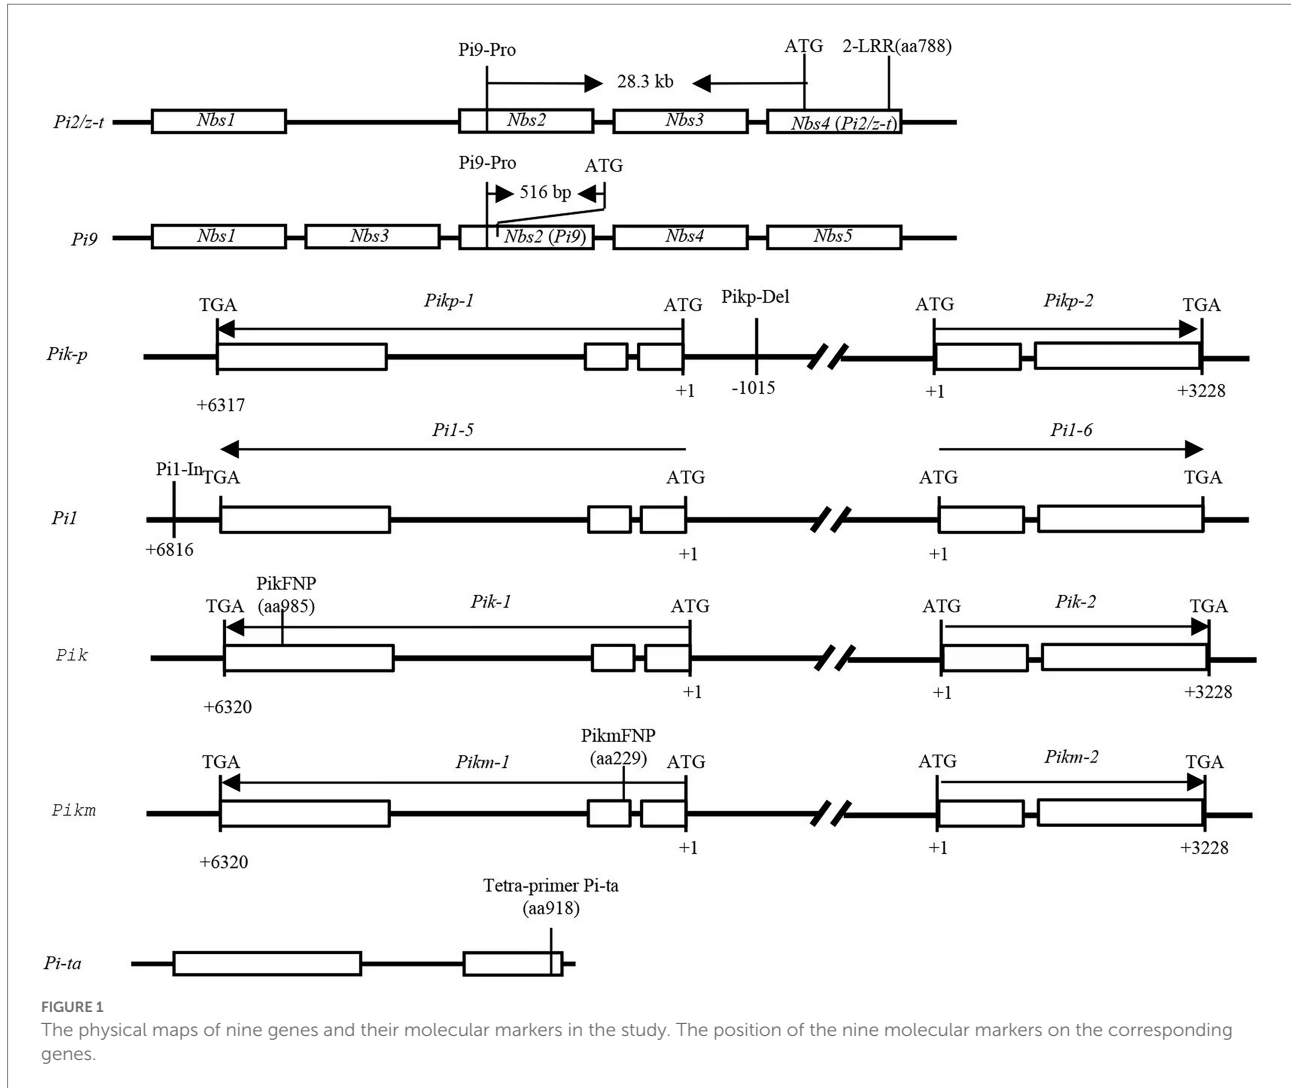 Pi9-Pro ATG 2-LRR(aa788)
28.3 kb
Pi2/z-t Nbs1 Nbs2 Nbs3 Nbs4 (Pi2/z-t)
Pi9-Pro ATG
516 bp
Pi9 Nbs1 Nbs3 Nbs2 (Pi9) Nbs4 Nbs5
TGA Pikp-1 ATG Pikp-Del ATG Pikp-2 TGA
Pik-p
+6317 +1 -1015 +1 +3228
Pi1-5 Pi1-6
Pi1-In TGA ATG ATG TGA
Pi1
+6816 +1 +1
PikFNP
TGA (aa985) Pik-1 ATG ATG Pik-2 TGA
Pik
+6320 +1 +1 +3228
PikmFNP
TGA Pikm-1 (aa229) ATG ATG Pikm-2 TGA
Pikm
+6320 +1 +1 +3228
Tetra-primer Pi-ta
(aa918)
Pi-ta
FIGURE 1
The physical maps of nine genes and their molecular markers in the study. The position of the nine molecular markers on the corresponding
genes.